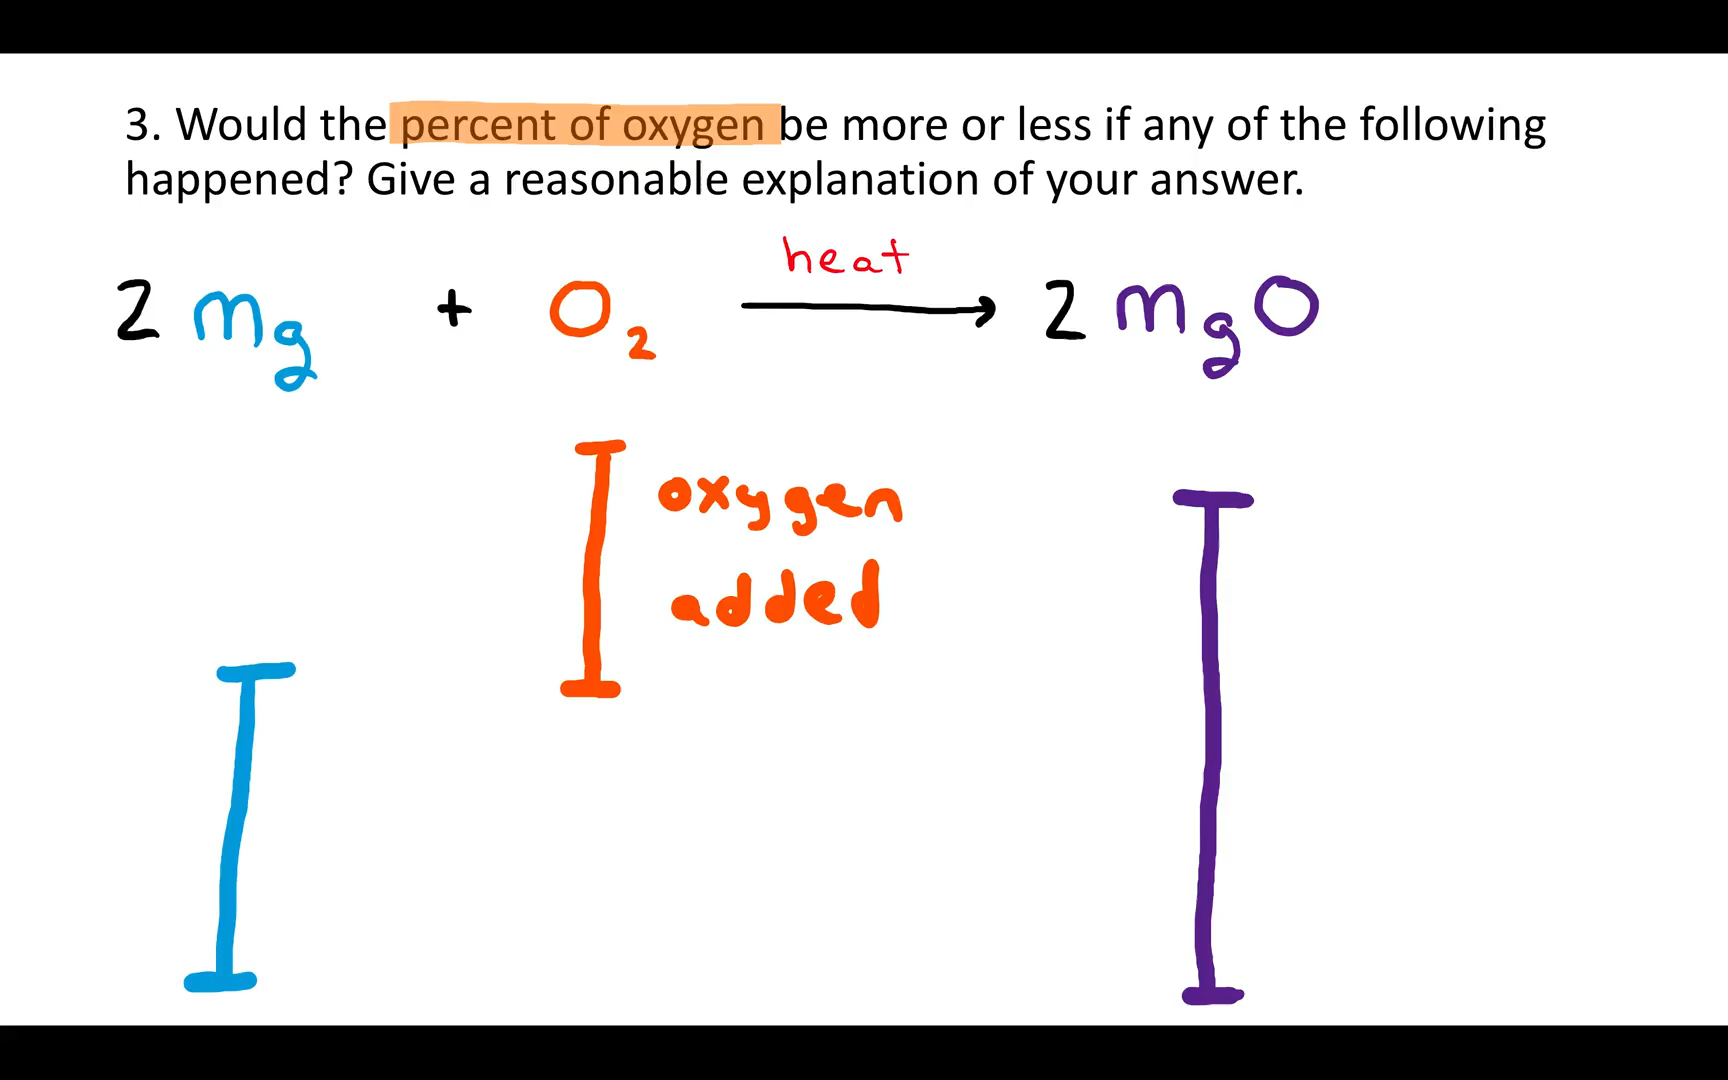 3. Would the percent of oxygen be more or less if any of the following
happened? Give a reasonable explanation of your answer.
heat
2 Mg + O₂ → 2 MgO
oxygen
added